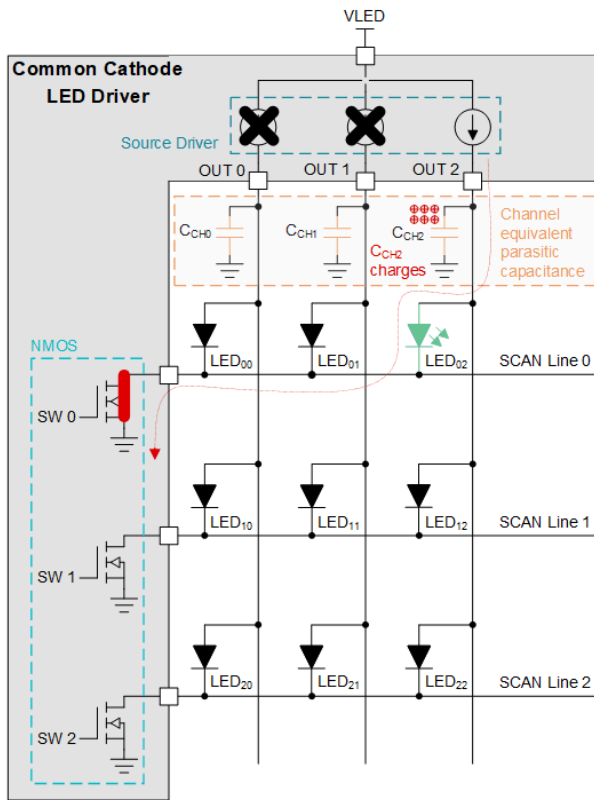 VLED
Common Cathode
LED Driver
Source Driver
OUT 0
OUT 1
OUT 2
CCH0
CCH1
CCH2
CCH2
charges
Channel
equivalent
parasitic
capacitance
NMOS
LED00
LED01
LED02
SCAN Line 0
SW 0
LED10
LED11
LED12
SCAN Line 1
SW 1
LED20
LED21
LED22
SCAN Line 2
SW 2